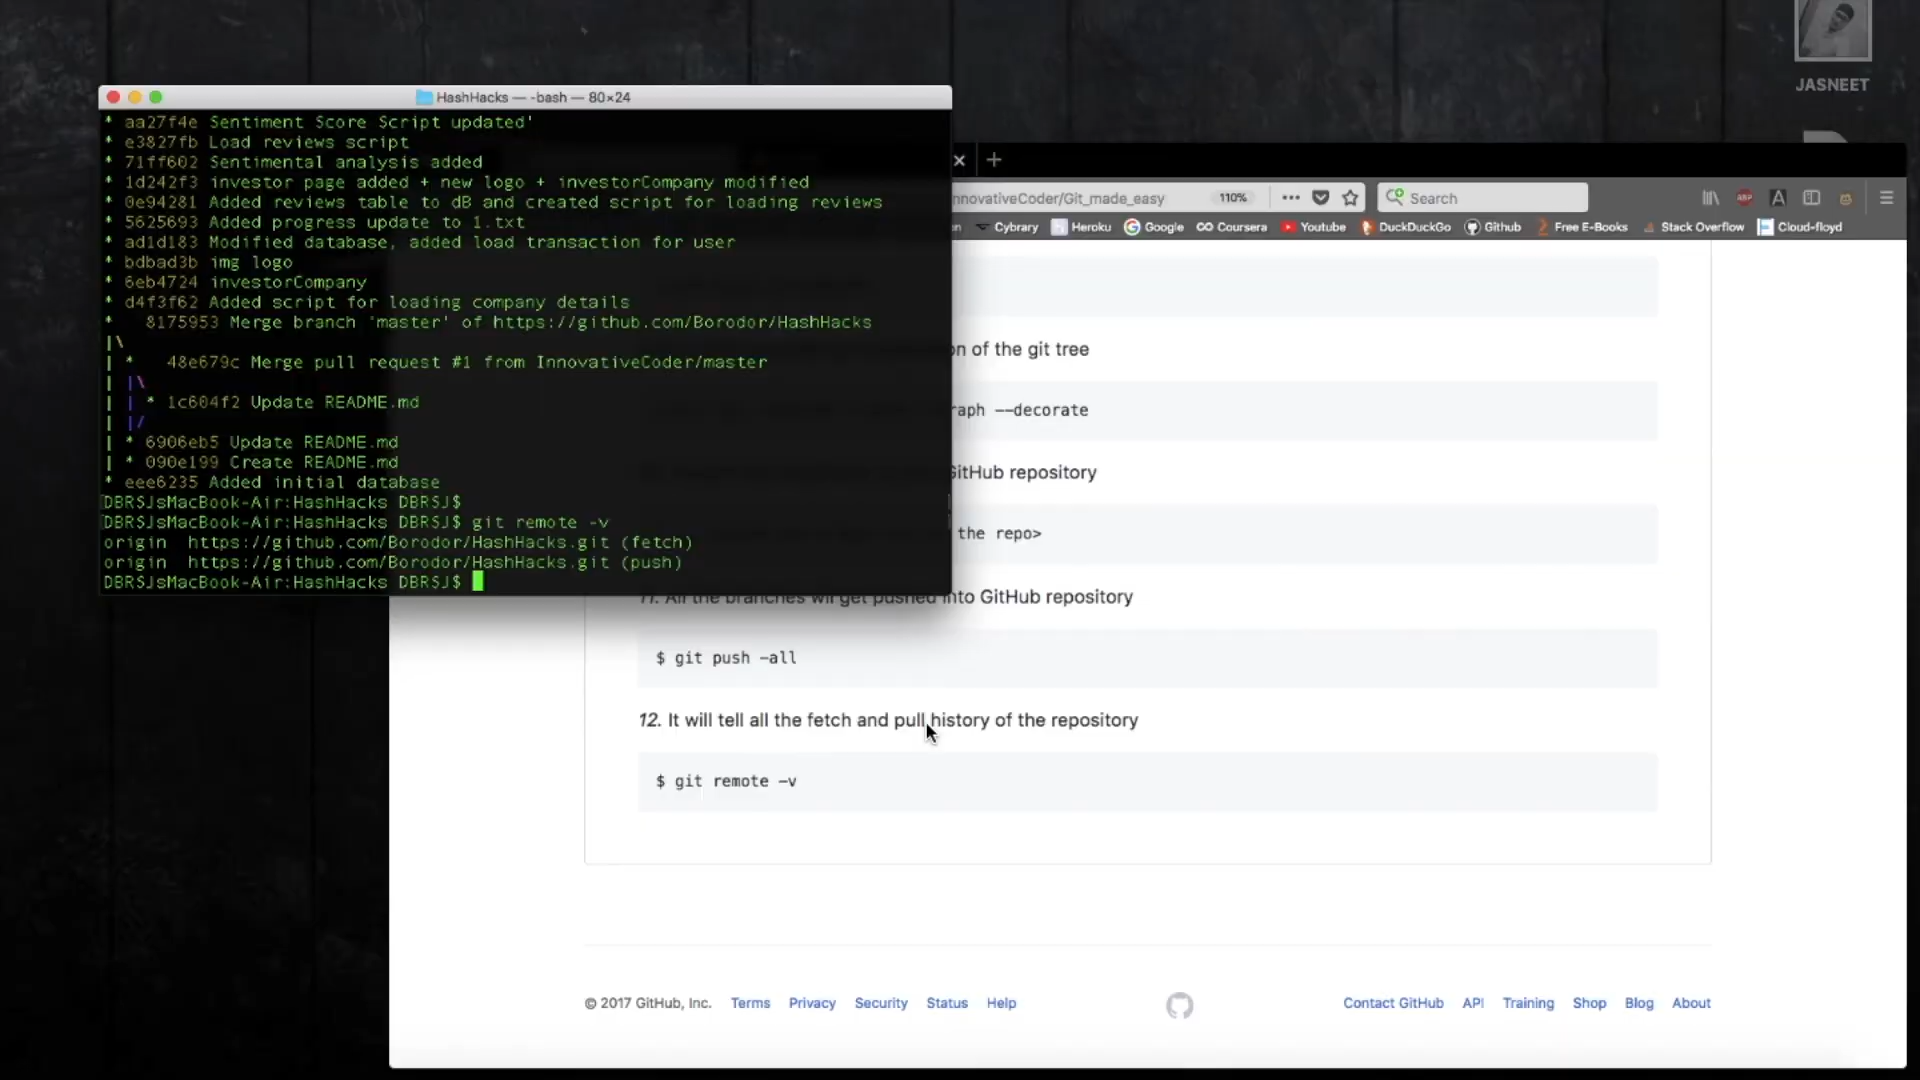 JASNEET
HashHacks — -bash — 80×24
* aa27f4e Sentiment Score Script updated'
* e3827fb Load reviews script
* 71ff602 Sentimental analysis added
* 1d242f3 investor page added + new logo + investorCompany modified
* 0e94281 Added reviews table to dB and created script for loading reviews
* 5625693 Added progress update to 1.txt
* ad1d183 Modified database, added load transaction for user
* bdbad3b img logo
* 6eb4724 investorCompany
* d4f3f62 Added script for loading company details
*   8175953 Merge branch 'master' of https://github.com/Borodor/HashHacks
|\
| *   48e679c Merge pull request #1 from InnovativeCoder/master
| |\
| | * 1c604f2 Update README.md
| |/
| * 6906eb5 Update README.md
| * 090e199 Create README.md
* eee6235 Added initial database
DBRSJsMacBook-Air:HashHacks DBRSJ$
DBRSJsMacBook-Air:HashHacks DBRSJ$ git remote -v
origin  https://github.com/Borodor/HashHacks.git (fetch)
origin  https://github.com/Borodor/HashHacks.git (push)
DBRSJsMacBook-Air:HashHacks DBRSJ$
nnovativeCoder/Git_made_easy 110% Search
Cybrary Heroku Google Coursera Youtube DuckDuckGo Github Free E-Books Stack Overflow Cloud-floyd
of the git tree
--decorate
GitHub repository
the repo>
11. All the branches will get pushed into GitHub repository
$ git push -all
12. It will tell all the fetch and pull history of the repository
$ git remote -v
© 2017 GitHub, Inc. Terms Privacy Security Status Help Contact GitHub API Training Shop Blog About